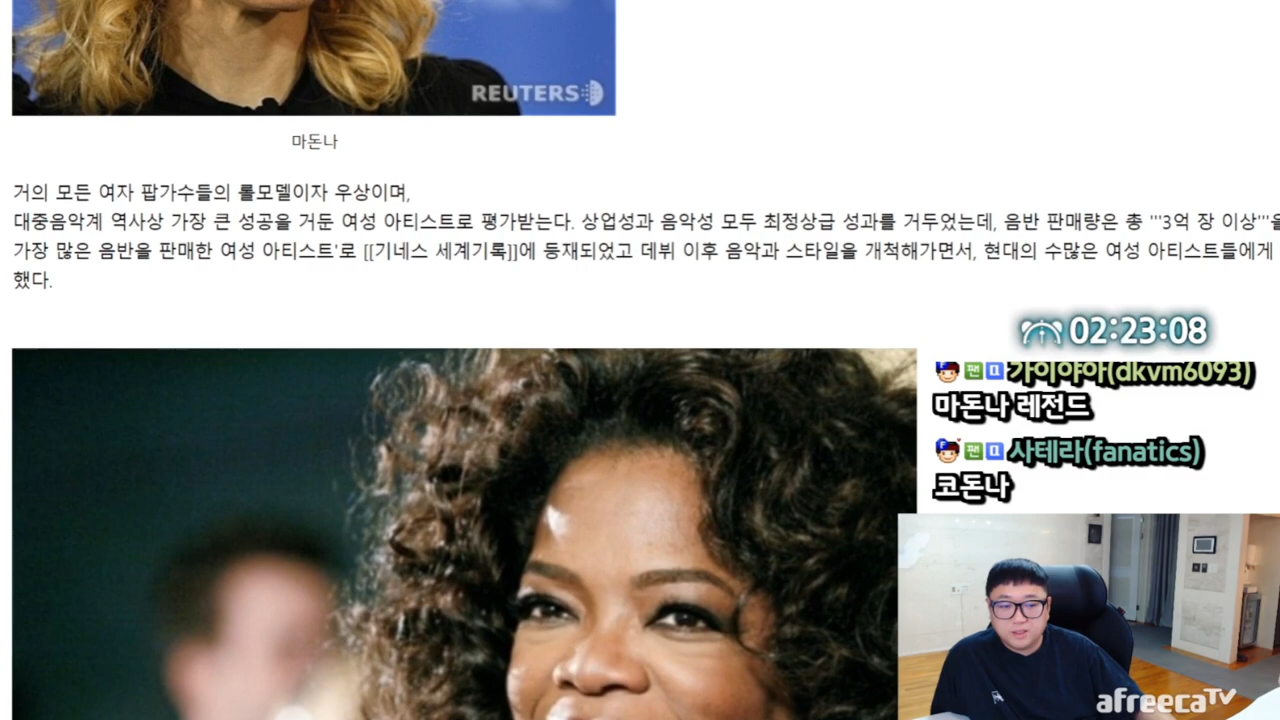 REUTERS
마돈나
거의 모든 여자 팝가수들의 롤모델이자 우상이며,
대중음악계 역사상 가장 큰 성공을 거둔 여성 아티스트로 평가받는다. 상업성과 음악성 모두 최정상급 성과를 거두었는데, 음반 판매량은 총 '''3억 장 이상'''을
가장 많은 음반을 판매한 여성 아티스트'로 [[기네스 세계기록]]에 등재되었고 데뷔 이후 음악과 스타일을 개척해가면서, 현대의 수많은 여성 아티스트들에게
했다.
02:23:08
F 팬 가이야아(dkvm6093)
마돈나 레전드
F 팬 사테라(fanatics)
코돈나
afreecaTV